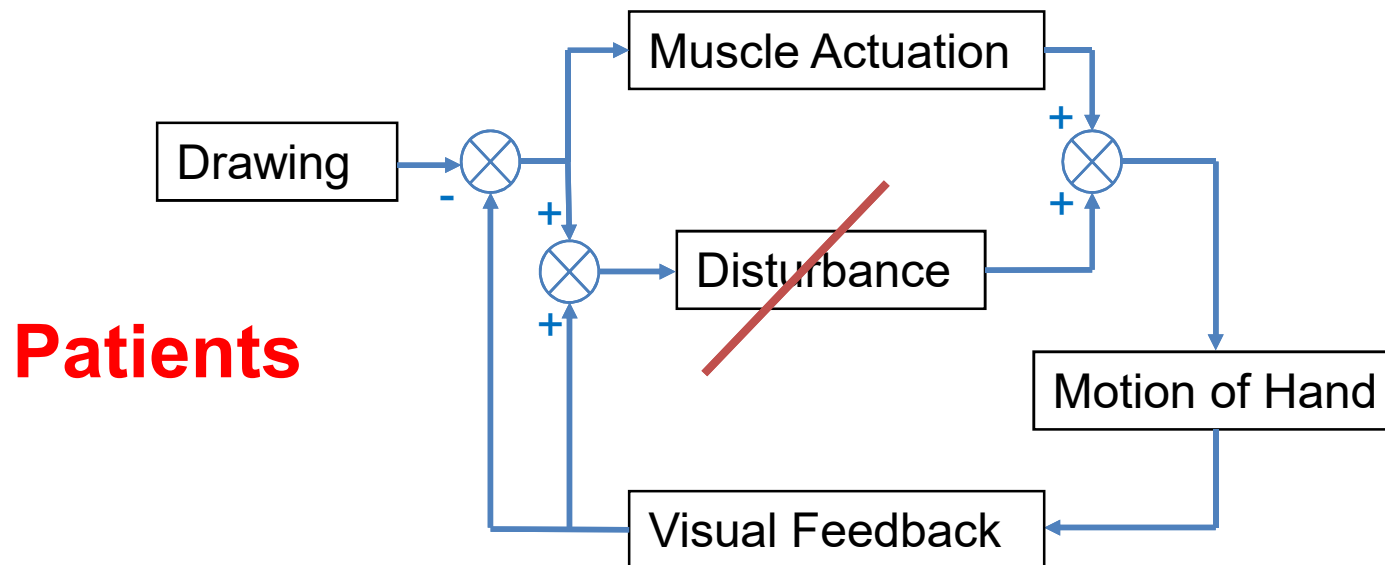 Muscle Actuation
+
Drawing
-
+
+
Disturbance
+
+
Patients
Motion of Hand
Visual Feedback